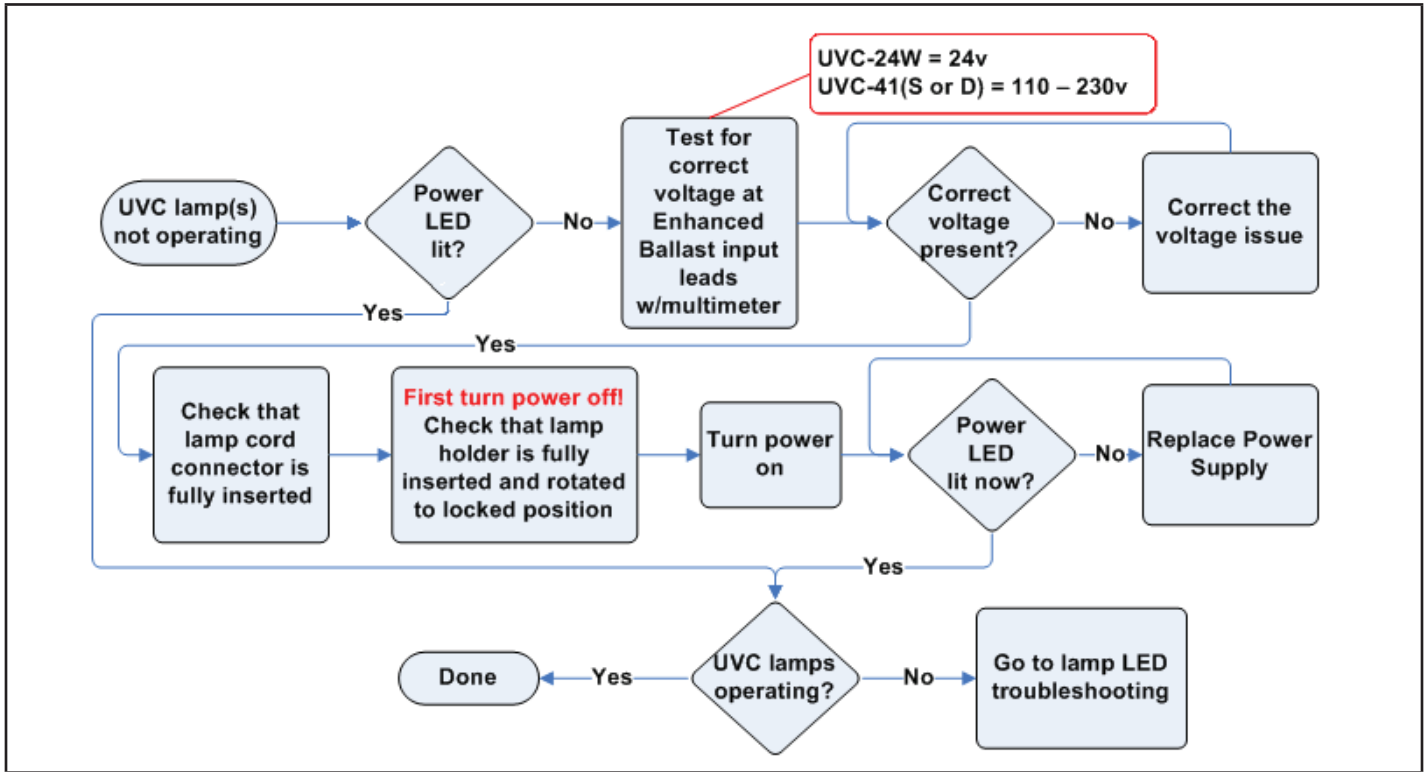 UVC-24W = 24v
UVC-41(S or D) = 110 – 230v
UVC lamp(s)
not operating
Power
LED
lit?
No
Test for
correct
voltage at
Enhanced
Ballast input
leads
w/multimeter
Correct
voltage
present?
No
Correct the
voltage issue
Yes
Yes
Check that
lamp cord
connector is
fully inserted
First turn power off!
Check that lamp
holder is fully
inserted and rotated
to locked position
Turn power
on
Power
LED
lit now?
No
Replace Power
Supply
Yes
UVC lamps
operating?
Yes
Done
No
Go to lamp LED
troubleshooting